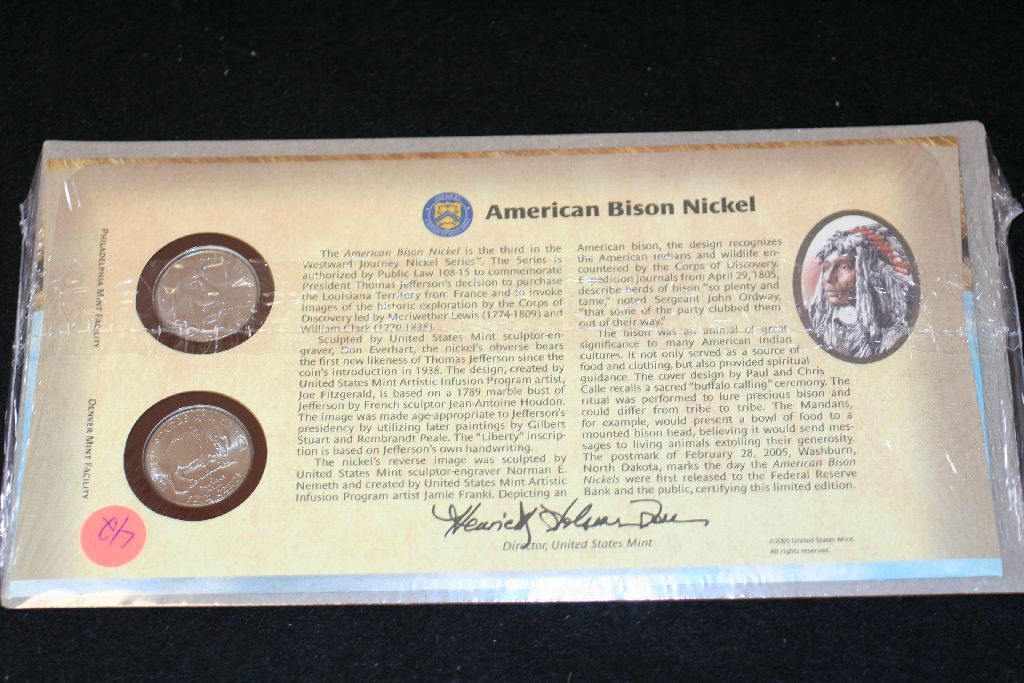 American Bison Nickel
PHILADELPHIA MINT FACILITY
DENVER MINT FACILITY
The American Bison Nickel is the third in the
Westward Journey Nickel Series™. The Series is
authorized by Public Law 108-15 to commemorate
President Thomas Jefferson's decision to purchase
the Louisiana Territory from France and to invoke
images of the historic exploration by the Corps of
Discovery led by Meriwether Lewis (1774-1809) and
William Clark (1770-1838).
Sculpted by United States Mint sculptor-en-
graver, Don Everhart, the nickel's obverse bears
the first new likeness of Thomas Jefferson since the
coin's introduction in 1938. The design, created by
United States Mint Artistic Infusion Program artist,
Joe Fitzgerald, is based on a 1789 marble bust of
Jefferson by French sculptor Jean-Antoine Houdon.
The image was made age-appropriate to Jefferson's
presidency by utilizing later paintings by Gilbert
Stuart and Rembrandt Peale. The "Liberty" inscrip-
tion is based on Jefferson's own handwriting.
The nickel's reverse image was sculpted by
United States Mint sculptor-engraver Norman E.
Nemeth and created by United States Mint Artistic
Infusion Program artist Jamie Franki. Depicting an
American bison, the design recognizes
the American Indians and wildlife en-
countered by the Corps of Discovery.
Expedition journals from April 29, 1805,
describe herds of bison "so plenty and
tame," noted Sergeant John Ordway,
"that some of the party clubbed them
out of their way."
The bison was an animal of great
significance to many American Indian
cultures. It not only served as a source of
food and clothing, but also provided spiritual
guidance. The cover design by Paul and Chris
Calle recalls a sacred "buffalo calling" ceremony. The
ritual was performed to lure precious bison and
could differ from tribe to tribe. The Mandans,
for example, would present a bowl of food to a
mounted bison head, believing it would send mes-
sages to living animals extolling their generosity.
The postmark of February 28, 2005, Washburn,
North Dakota, marks the day the American Bison
Nickels were first released to the Federal Reserve
Bank and the public, certifying this limited edition.
Director, United States Mint
©2005 United States Mint.
All rights reserved.